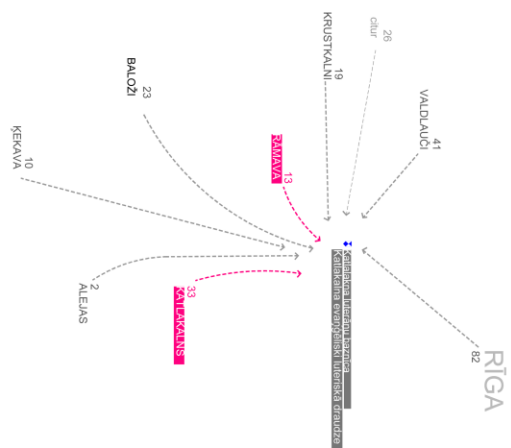 RĪGA
82
41
VALDLAUČI
26
citur
Katlakalna luterāņu baznīca
Katlakalna evaņģēliski luteriskā draudze
19
KRUSTKALNI
13
RAMAVA
33
KATLAKALNS
23
BALOŽI
2
ALEJAS
10
ĶEKAVA